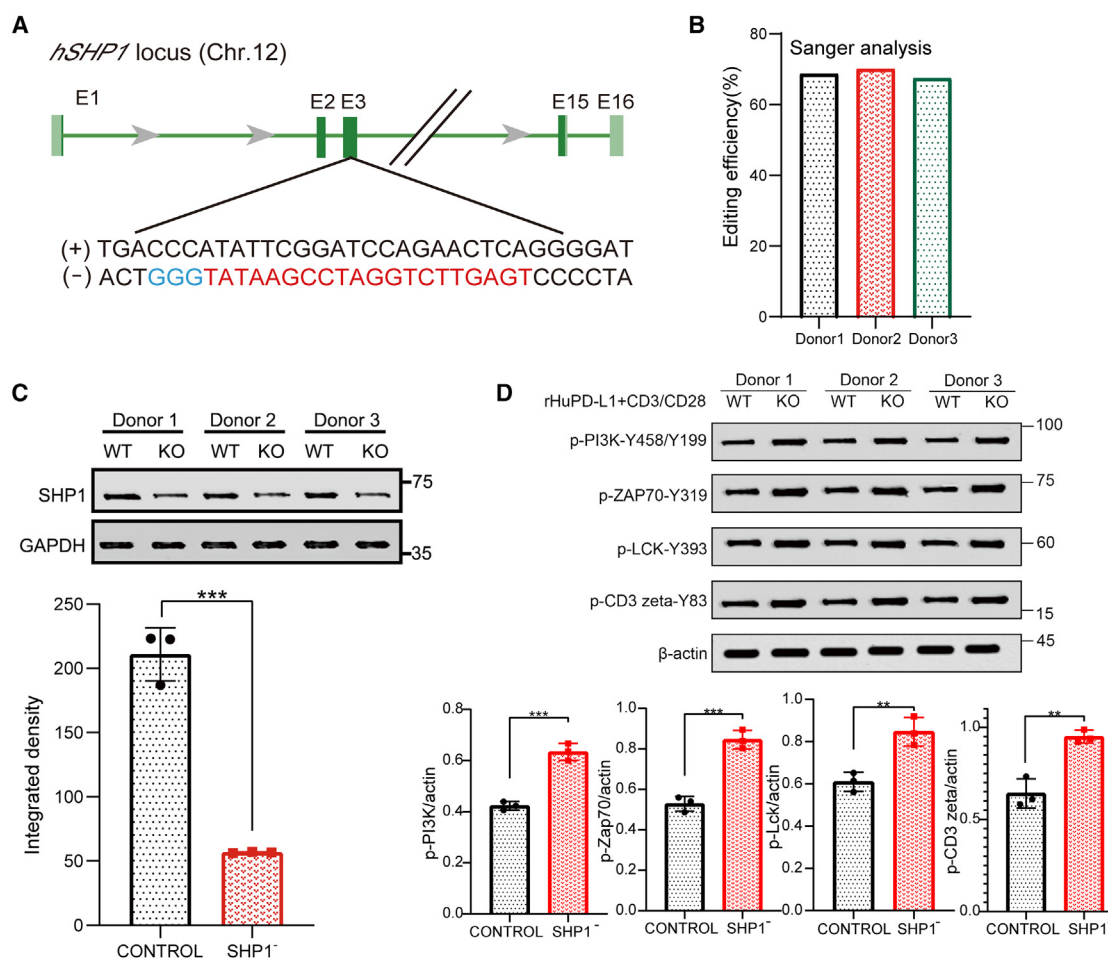 A
hSHP1 locus (Chr.12)
E1
E2 E3
E15 E16
(+) TGACCCATATTCGGATCCAGAACTCAGGGGAT
(−) ACTGGGTATAAGCCTAGGTCTTGAGTCCCCTA
B
Sanger analysis
Editing efficiency(%)
80
60
40
20
0
Donor1 Donor2 Donor3
C
Donor 1 Donor 2 Donor 3
WT KO WT KO WT KO
SHP1
75
GAPDH
35
Integrated density
250
200
150
100
50
0
***
CONTROL SHP1⁻
D
Donor 1 Donor 2 Donor 3
rHuPD-L1+CD3/CD28 WT KO WT KO WT KO
p-PI3K-Y458/Y199
100
p-ZAP70-Y319
75
p-LCK-Y393
60
p-CD3 zeta-Y83
15
β-actin
45
p-PI3K/actin
0.8
0.6
0.4
0.2
0.0
***
CONTROL SHP1⁻
p-Zap70/actin
1.0
0.8
0.6
0.4
0.2
0.0
***
CONTROL SHP1⁻
p-Lck/actin
1.0
0.8
0.6
0.4
0.2
0.0
**
CONTROL SHP1⁻
p-CD3 zeta/actin
1.0
0.5
0.0
**
CONTROL SHP1